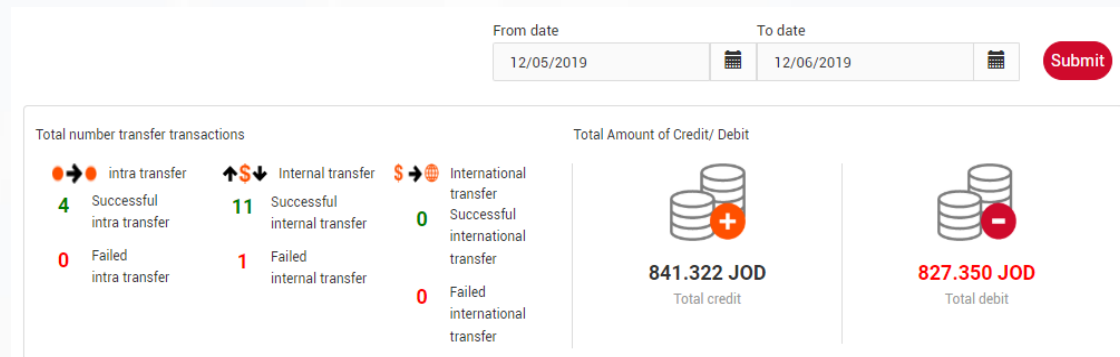 From date
To date
12/05/2019
12/06/2019
Submit
Total number transfer transactions
intra transfer
4
Successful
intra transfer
0
Failed
intra transfer
Internal transfer
11
Successful
internal transfer
1
Failed
internal transfer
International
transfer
0
Successful
international
transfer
0
Failed
international
transfer
Total Amount of Credit/ Debit
841.322 JOD
Total credit
827.350 JOD
Total debit